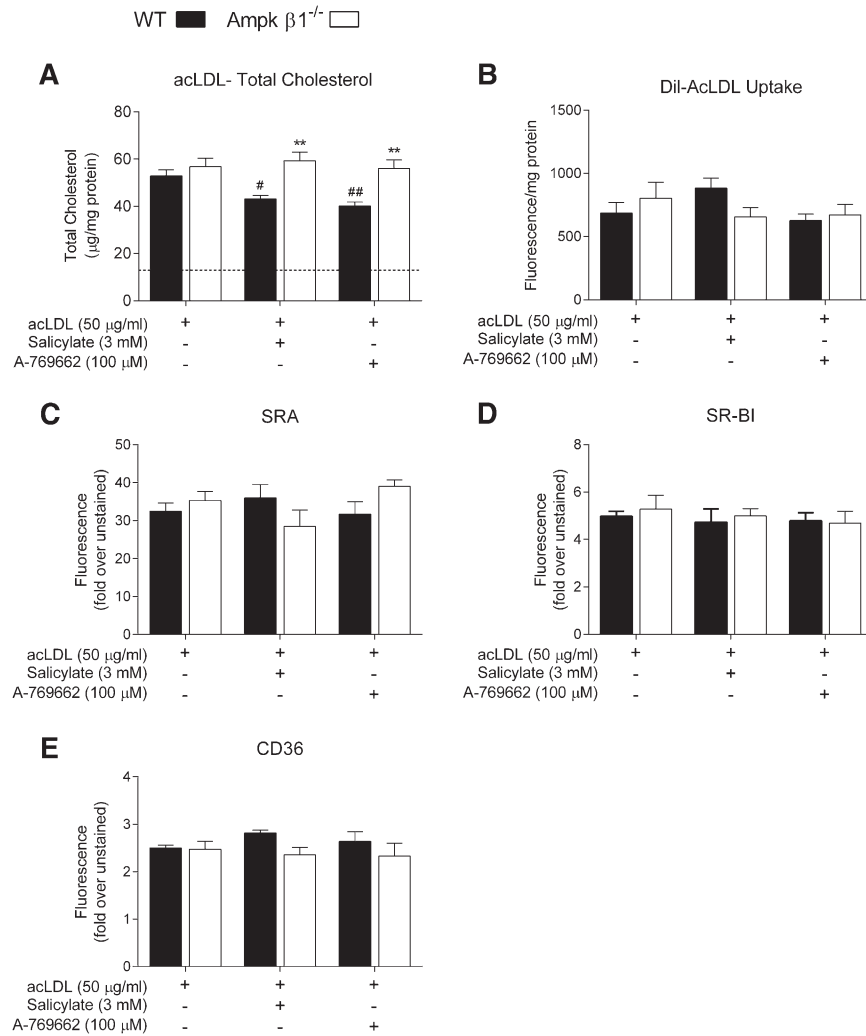 WT Ampk β1-/-
A
acLDL- Total Cholesterol
Total Cholesterol
(μg/mg protein)
80
60
40
20
0
# ** ## **
acLDL (50 μg/ml) + + +
Salicylate (3 mM) - + -
A-769662 (100 μM) - - +
B
Dil-AcLDL Uptake
Fluorescence/mg protein
1500
1000
500
0
acLDL (50 μg/ml) + + +
Salicylate (3 mM) - + -
A-769662 (100 μM) - - +
C
SRA
Fluorescence
(fold over unstained)
50
40
30
20
10
0
acLDL (50 μg/ml) + + +
Salicylate (3 mM) - + -
A-769662 (100 μM) - - +
D
SR-BI
Fluorescence
(fold over unstained)
8
6
4
2
0
acLDL (50 μg/ml) + + +
Salicylate (3 mM) - + -
A-769662 (100 μM) - - +
E
CD36
Fluorescence
(fold over unstained)
4
3
2
1
0
acLDL (50 μg/ml) + + +
Salicylate (3 mM) - + -
A-769662 (100 μM) - - +